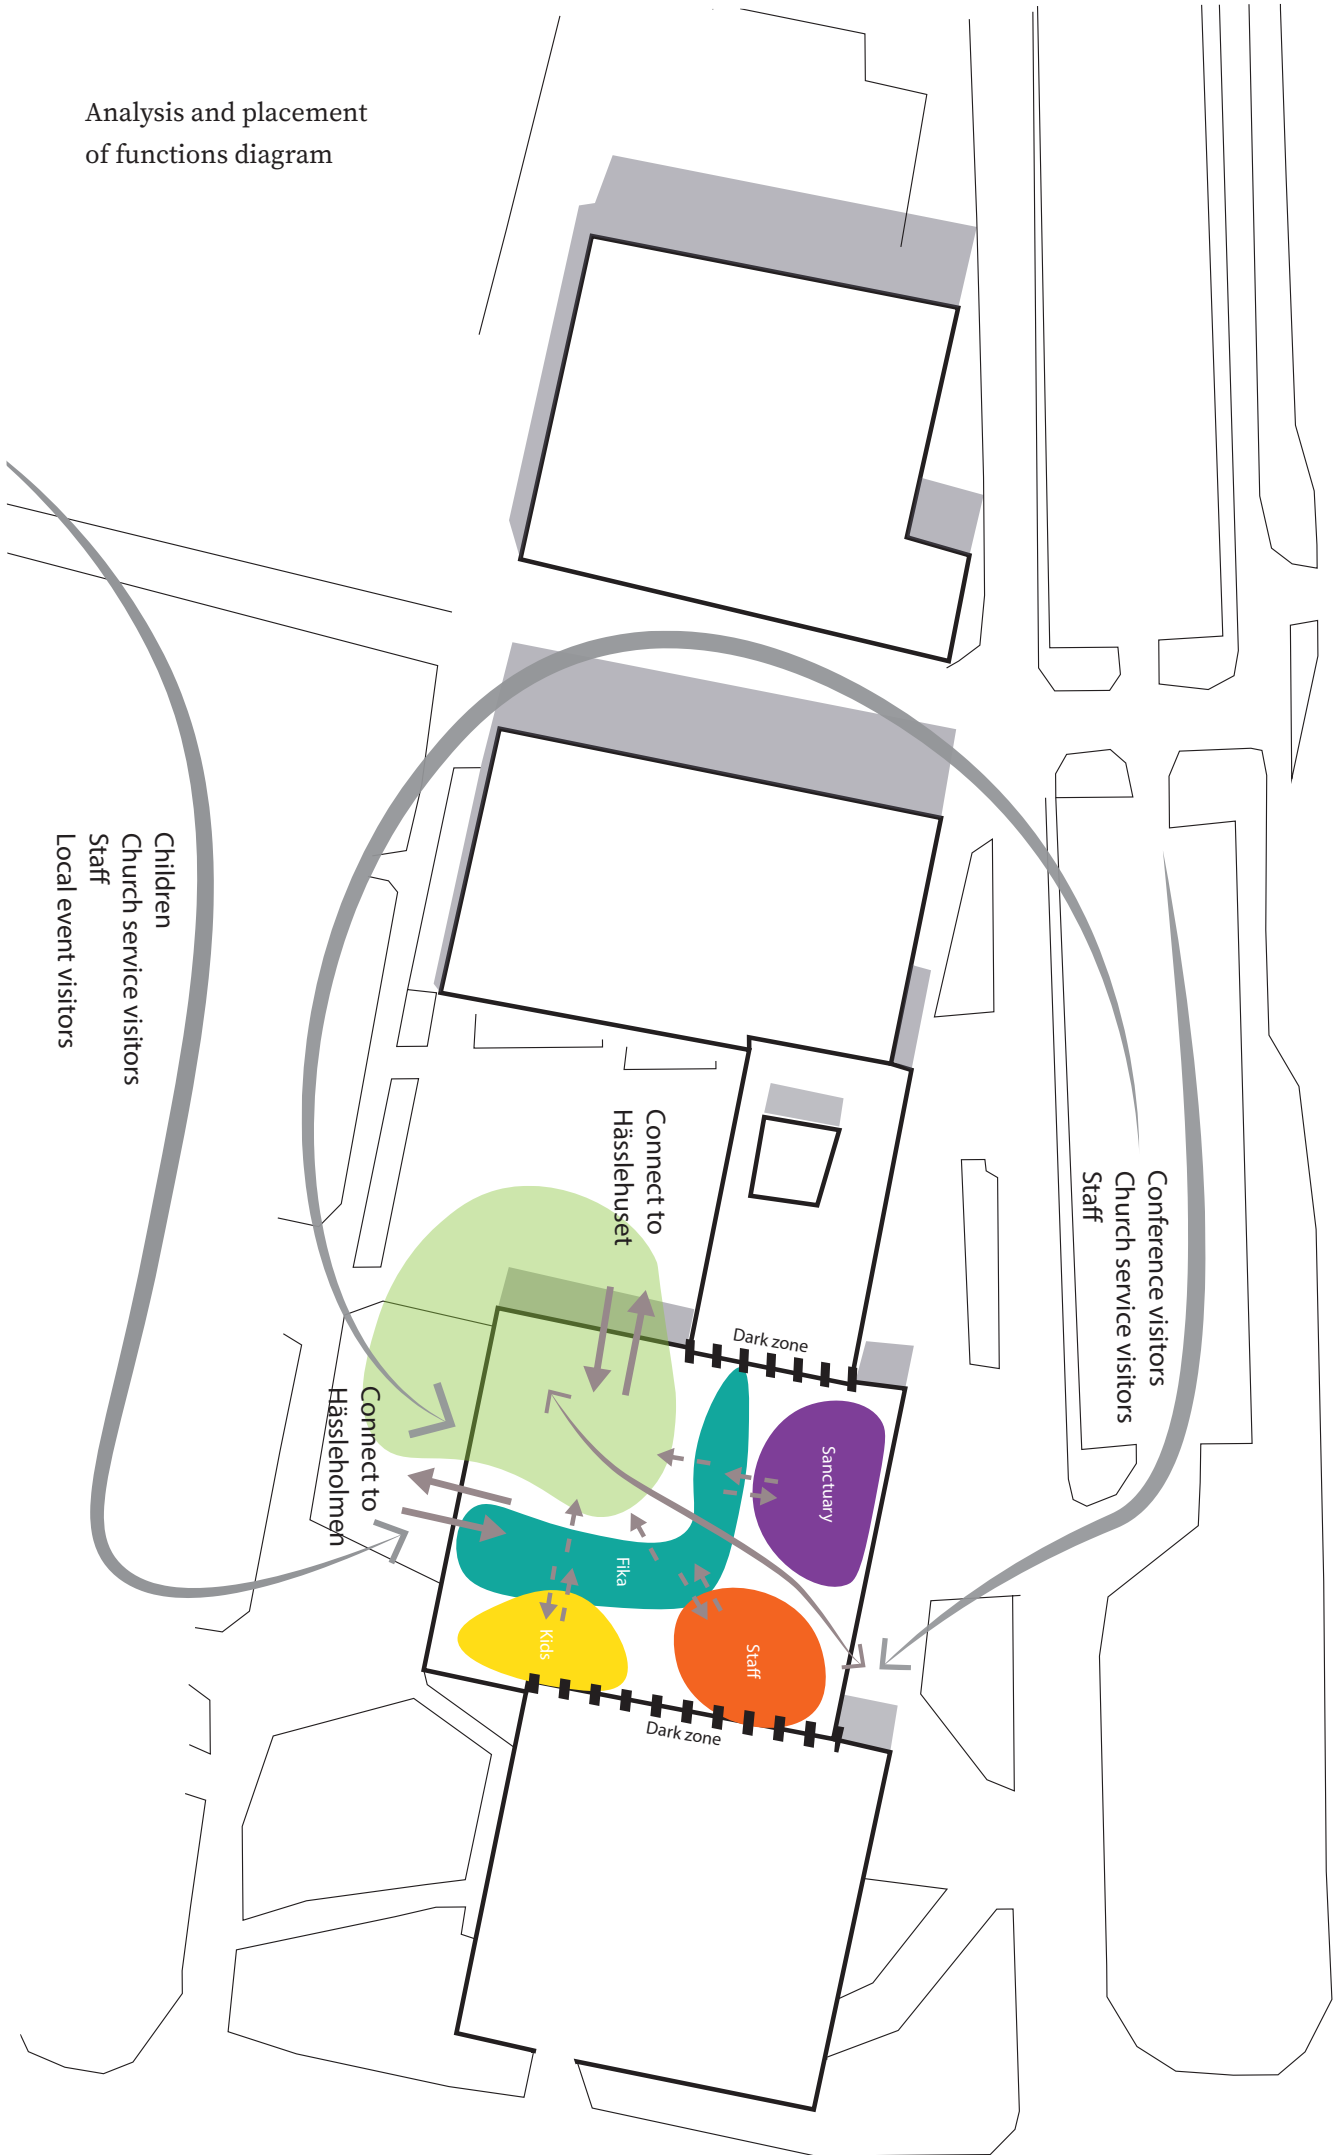 Analysis and placement
of functions diagram
Children
Church service visitors
Staff
Local event visitors
Connect to
Hässlehuset
Conference visitors
Church service visitors
Staff
Dark zone
Connect to
Hässleholmen
Sanctuary
Fika
Kids
Staff
Dark zone